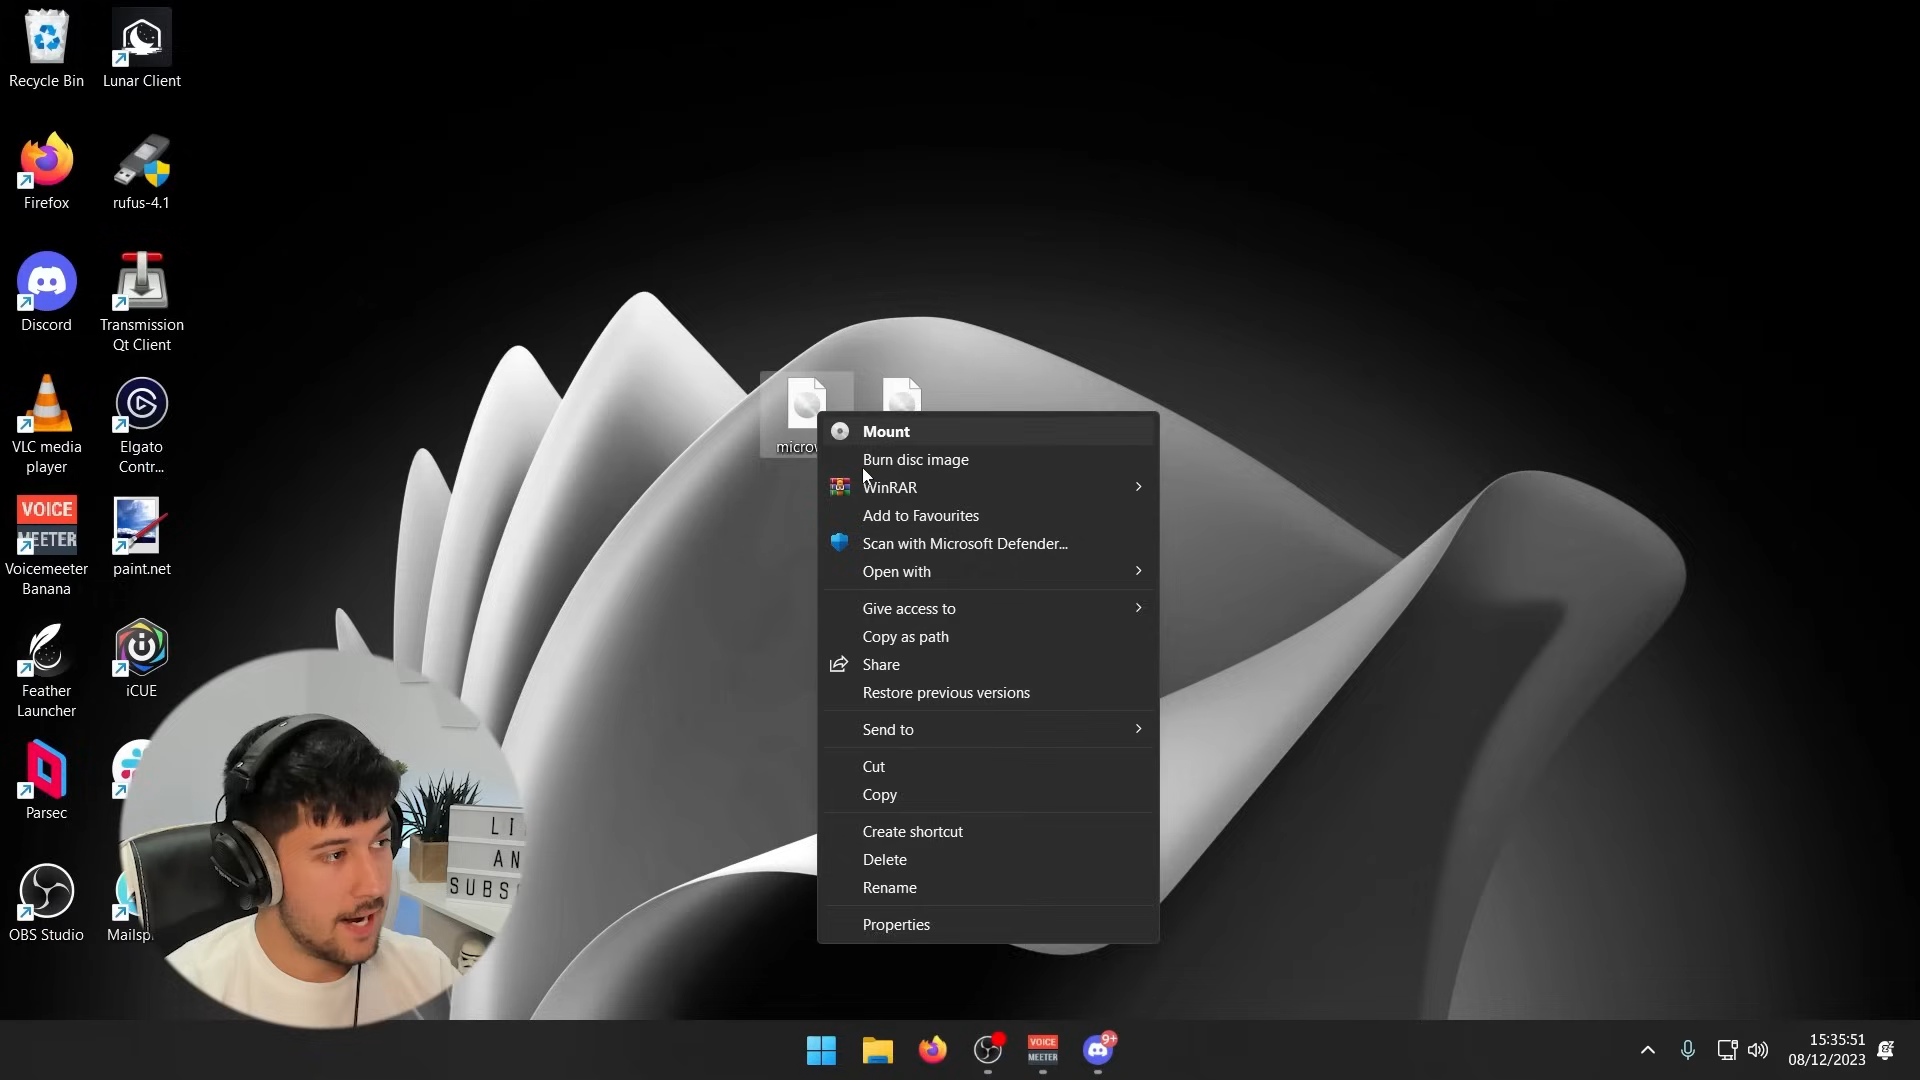 Recycle Bin
Lunar Client
Firefox
rufus-4.1
Discord
Transmission
Qt Client
VLC media
player
Elgato
Contr...
VOICE
MEETER
Voicemeeter
Banana
paint.net
Feather
Launcher
iCUE
Parsec
OBS Studio
Mailsp
Mount
Burn disc image
WinRAR
Add to Favourites
Scan with Microsoft Defender...
Open with
Give access to
Copy as path
Share
Restore previous versions
Send to
Cut
Copy
Create shortcut
Delete
Rename
Properties
LI
AN
SUBS
VOICE
MEETER
9+
15:35:51
08/12/2023